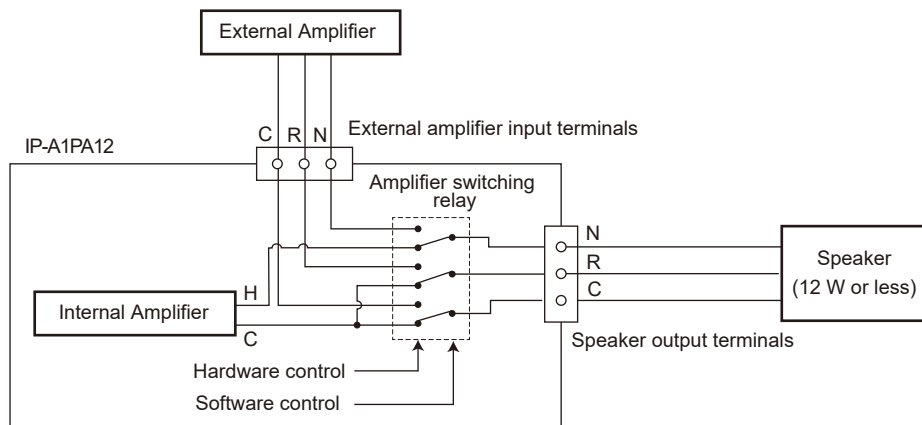 External Amplifier
C R N
External amplifier input terminals
IP-A1PA12
Amplifier switching
relay
N
R
C
Speaker
(12 W or less)
H
Internal Amplifier
C
Speaker output terminals
Hardware control
Software control